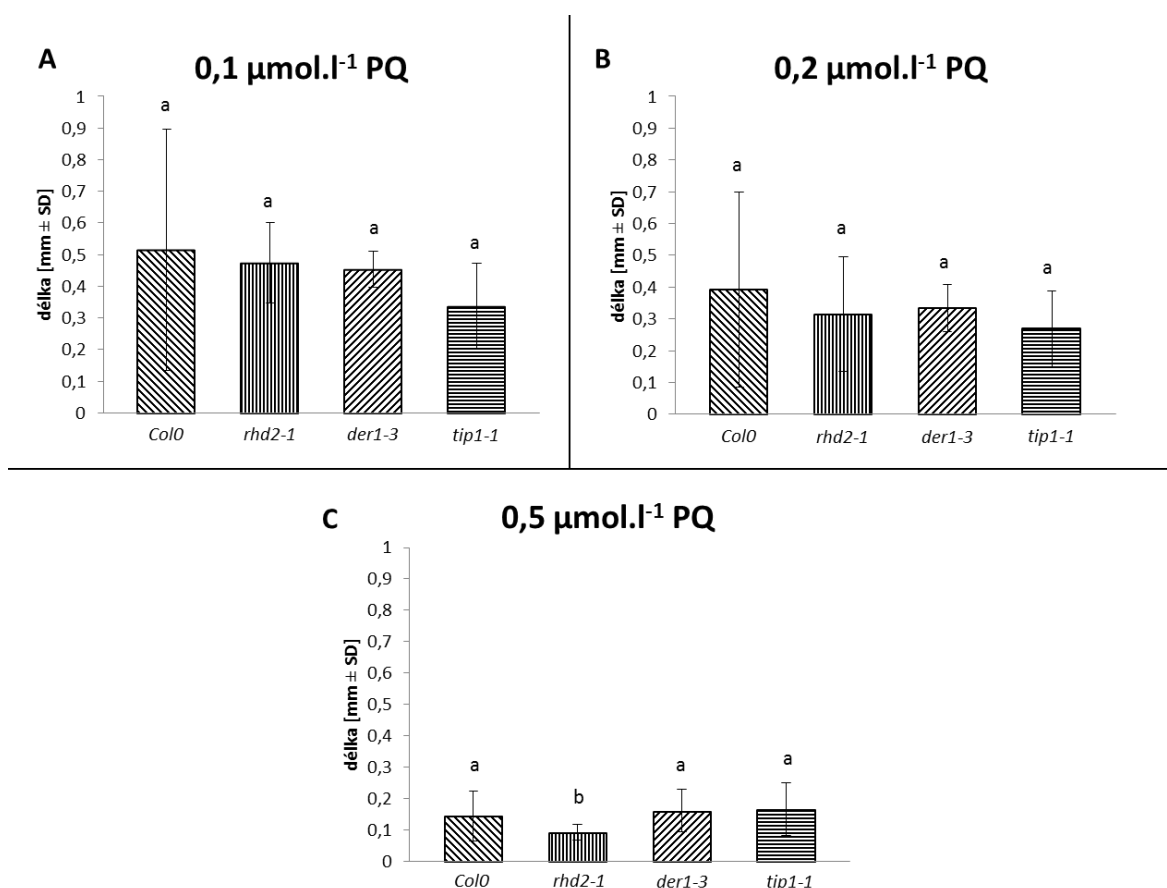 A
0,1 µmol.l⁻¹ PQ
délka [mm ± SD]
1
0,9
0,8
0,7
0,6
0,5
0,4
0,3
0,2
0,1
0
a
a
a
a
Col0 rhd2-1 der1-3 tip1-1
B
0,2 µmol.l⁻¹ PQ
délka [mm ± SD]
1
0,9
0,8
0,7
0,6
0,5
0,4
0,3
0,2
0,1
0
a
a
a
a
Col0 rhd2-1 der1-3 tip1-1
C
0,5 µmol.l⁻¹ PQ
délka [mm ± SD]
1
0,9
0,8
0,7
0,6
0,5
0,4
0,3
0,2
0,1
0
a
b
a
a
Col0 rhd2-1 der1-3 tip1-1